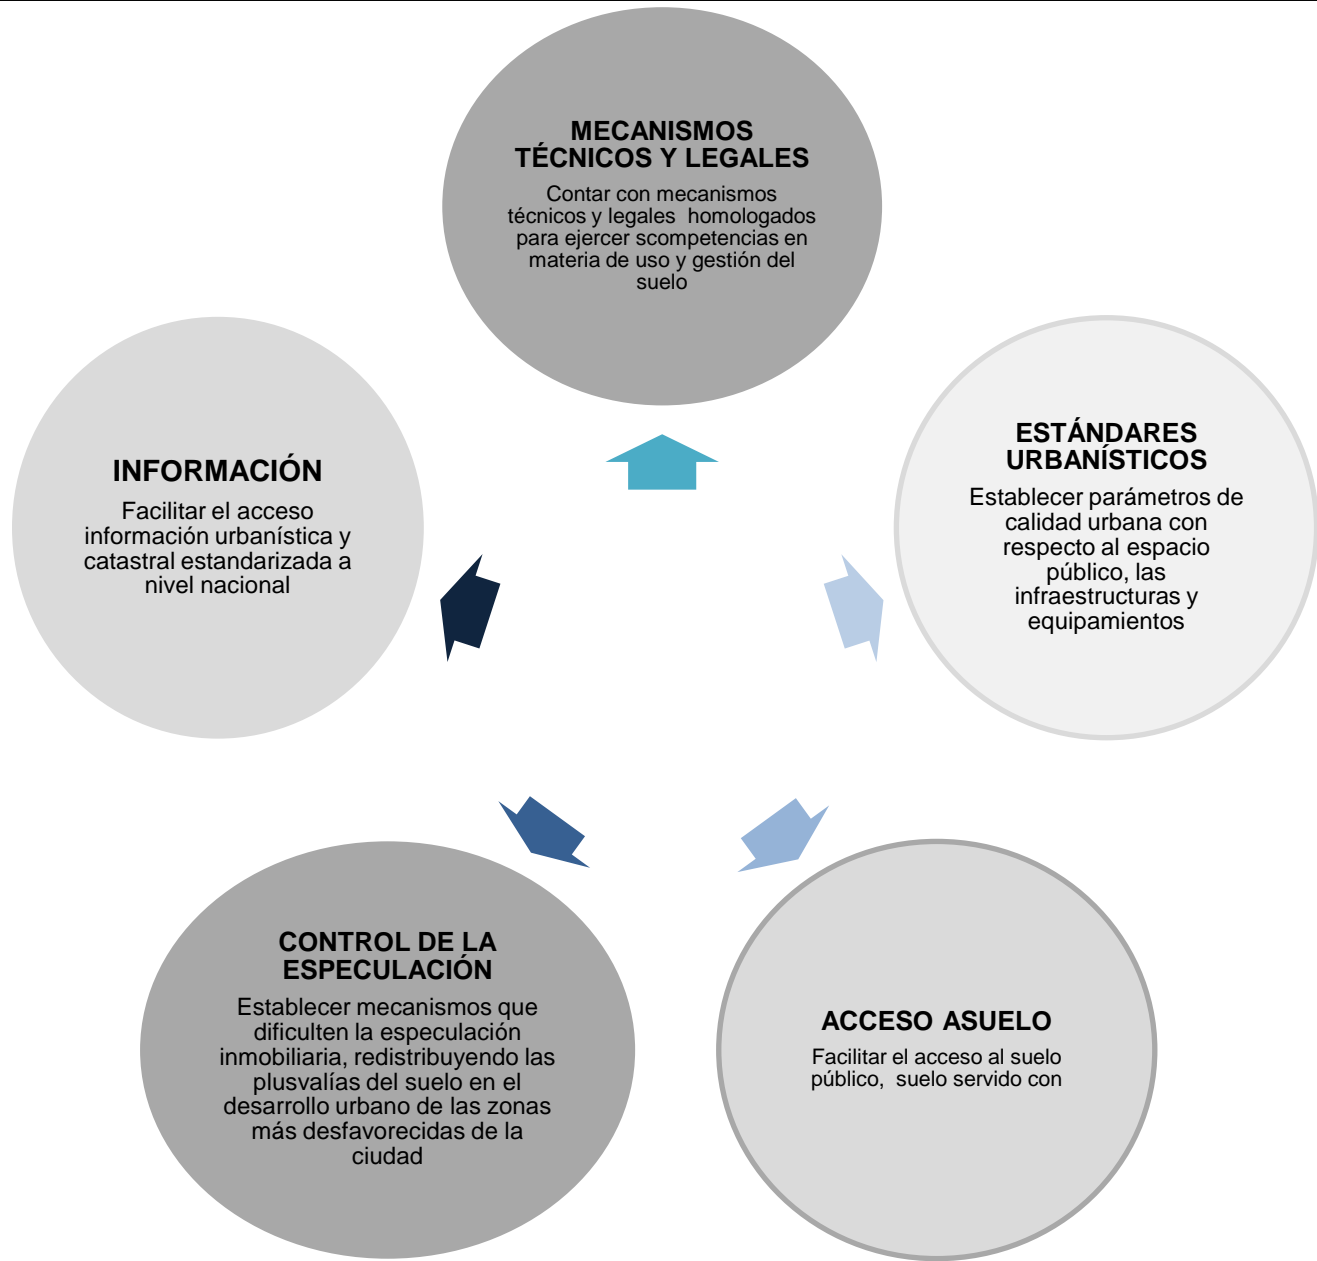 MECANISMOS
TÉCNICOS Y LEGALES
Contar con mecanismos
técnicos y legales  homologados
para ejercer scompetencias en
materia de uso y gestión del
suelo
ESTÁNDARES
URBANÍSTICOS
Establecer parámetros de
calidad urbana con
respecto al espacio
público, las
infraestructuras y
equipamientos
ACCESO ASUELO
Facilitar el acceso al suelo
público,  suelo servido con
CONTROL DE LA
ESPECULACIÓN
Establecer mecanismos que
dificulten la especulación
inmobiliaria, redistribuyendo las
plusvalías del suelo en el
desarrollo urbano de las zonas
más desfavorecidas de la
ciudad
INFORMACIÓN
Facilitar el acceso
información urbanística y
catastral estandarizada a
nivel nacional